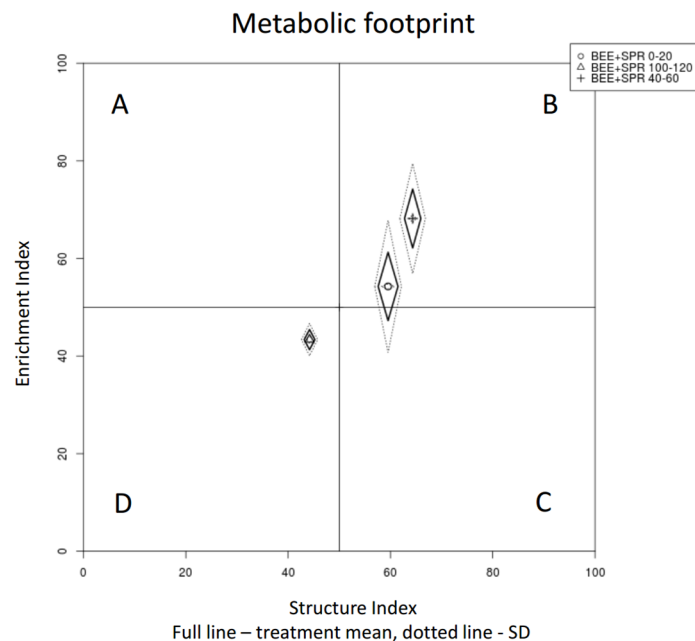 Metabolic footprint
BEE+SPR 0-20
BEE+SPR 100-120
BEE+SPR 40-60
A
B
C
D
Enrichment Index
100
80
60
40
20
0
0 20 40 60 80 100
Structure Index
Full line – treatment mean, dotted line - SD